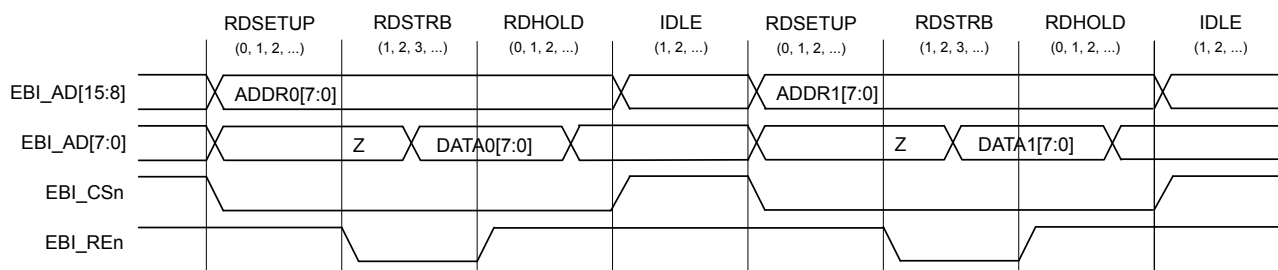 RDSETUP RDSTRB RDHOLD IDLE RDSETUP RDSTRB RDHOLD IDLE
(0, 1, 2, ...) (1, 2, 3, ...) (0, 1, 2, ...) (1, 2, ...) (0, 1, 2, ...) (1, 2, 3, ...) (0, 1, 2, ...) (1, 2, ...)
EBI_AD[15:8] ADDR0[7:0] ADDR1[7:0]
EBI_AD[7:0] Z DATA0[7:0] Z DATA1[7:0]
EBI_CSn
EBI_REn